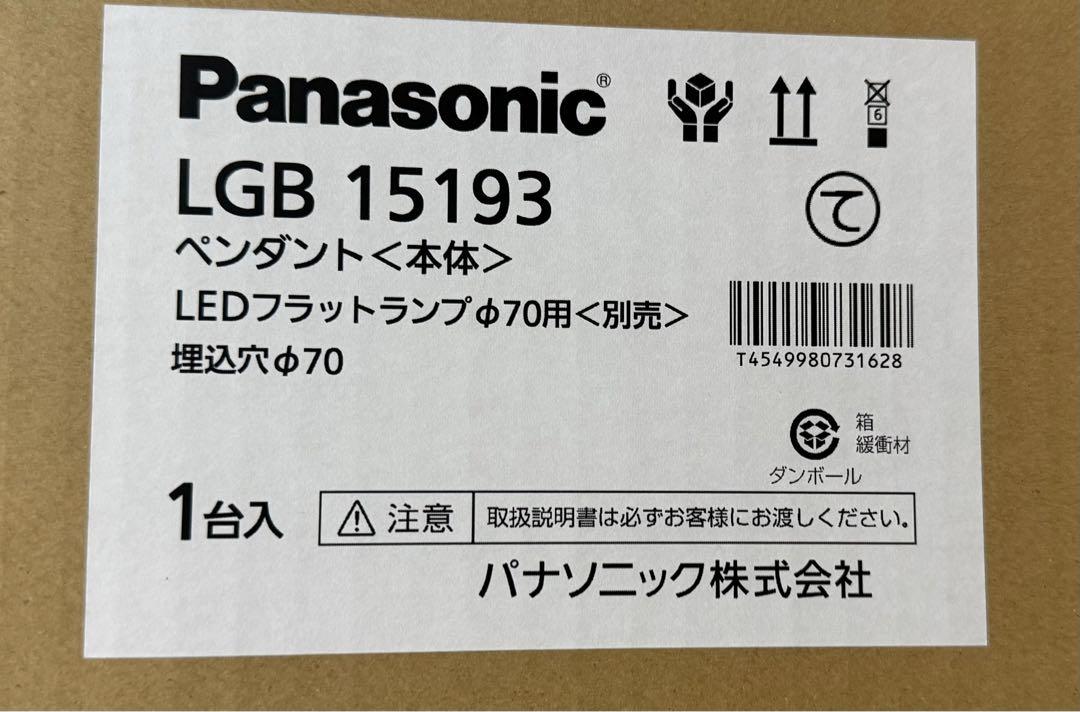 Panasonic®
6
LGB 15193
て
ペンダント<本体>
LEDフラットランプφ70用<別売>
埋込穴φ70
T4549980731628
箱
緩衝材
ダンボール
1台入
注意 取扱説明書は必ずお客様にお渡しください。
パナソニック株式会社